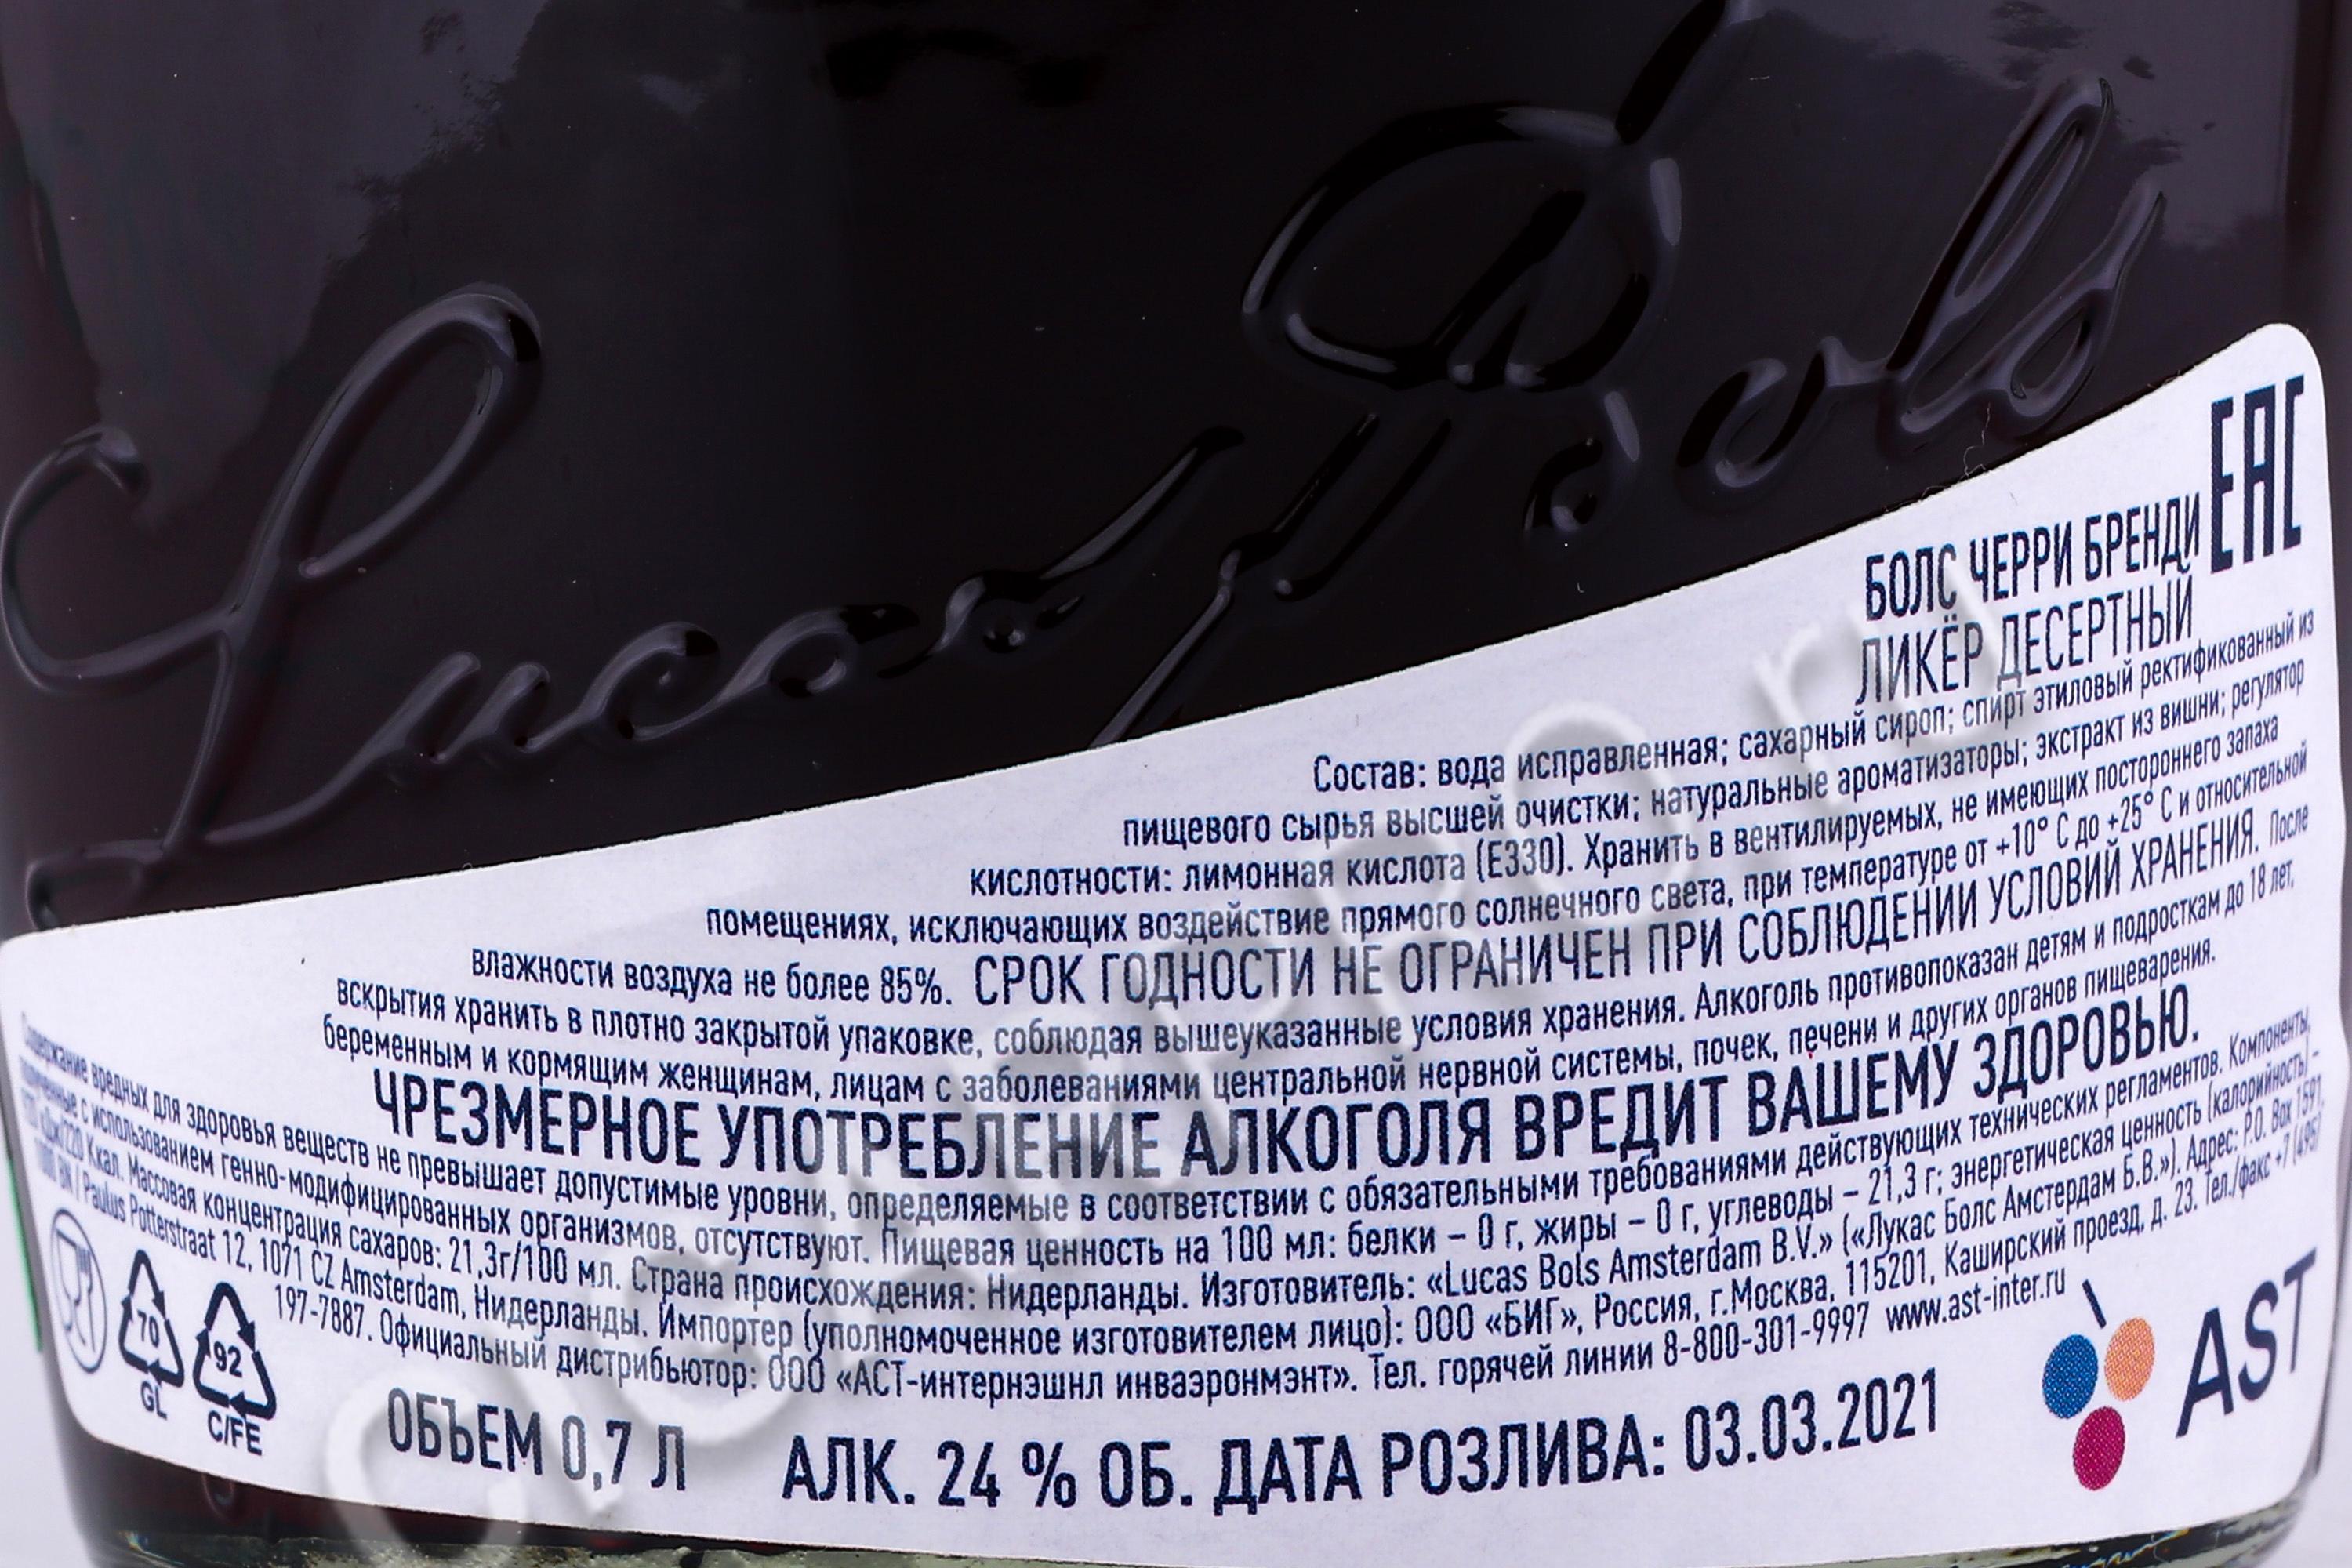 Lucas Bols
EAC
БОЛС ЧЕРРИ БРЕНДИ
ЛИКЁР ДЕСЕРТНЫЙ
Состав: вода исправленная; сахарный сироп; спирт этиловый ректификованный из
пищевого сырья высшей очистки; натуральные ароматизаторы; экстракт из вишни; регулятор
кислотности: лимонная кислота (Е330). Хранить в вентилируемых, не имеющих постороннего запаха
помещениях, исключающих воздействие прямого солнечного света, при температуре от +10° С до +25° С и относительной
влажности воздуха не более 85%. СРОК ГОДНОСТИ НЕ ОГРАНИЧЕН ПРИ СОБЛЮДЕНИИ УСЛОВИЙ ХРАНЕНИЯ. После
вскрытия хранить в плотно закрытой упаковке, соблюдая вышеуказанные условия хранения. Алкоголь противопоказан детям и подросткам до 18 лет,
беременным и кормящим женщинам, лицам с заболеваниями центральной нервной системы, почек, печени и других органов пищеварения.
ЧРЕЗМЕРНОЕ УПОТРЕБЛЕНИЕ АЛКОГОЛЯ ВРЕДИТ ВАШЕМУ ЗДОРОВЬЮ.
Содержание вредных для здоровья веществ не превышает допустимые уровни, определяемые в соответствии с обязательными требованиями действующих технических регламентов. Компоненты,
полученные с использованием генно-модифицированных организмов, отсутствуют. Пищевая ценность на 100 мл: белки – 0 г, жиры – 0 г, углеводы – 21,3 г; энергетическая ценность (калорийность) –
кДж/220 Ккал. Массовая концентрация сахаров: 21,3г/100 мл. Страна происхождения: Нидерланды. Изготовитель: «Lucas Bols Amsterdam B.V.» («Лукас Болс Амстердам Б.В.»). Адрес: P.O. Box 1591,
BN / Paulus Potterstraat 12, 1071 CZ Amsterdam, Нидерланды. Импортер (уполномоченное изготовителем лицо): ООО «БИГ», Россия, г.Москва, 115201, Каширский проезд, д. 23. Тел./факс +7 (495)
197-7887. Официальный дистрибьютор: ООО «АСТ-интернэшнл инваэронмэнт». Тел. горячей линии 8-800-301-9997 www.ast-inter.ru
70
GL
92
C/FE
ОБЪЕМ 0,7 Л АЛК. 24 % ОБ. ДАТА РОЗЛИВА: 03.03.2021
AST